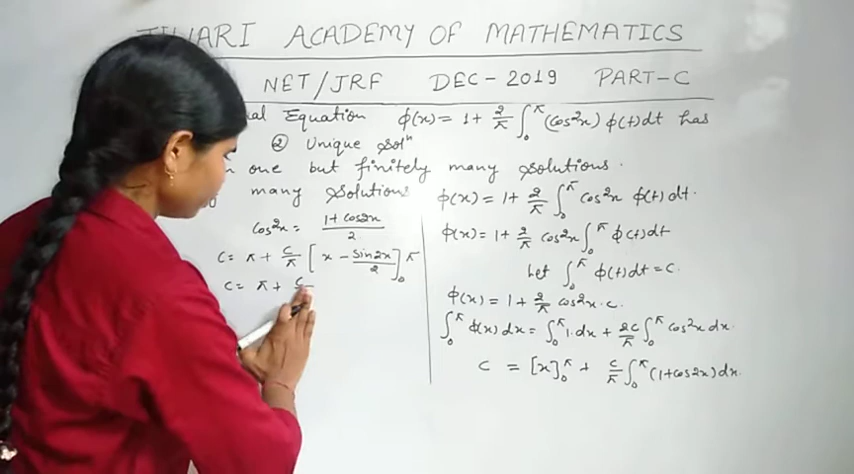 ACADEMY OF MATHEMATICS
NET/JRF DEC-2019 PART-C
Equation φ(x) = 1 + 2/π ∫₀^π (cos²x) φ(t) dt has
② Unique solⁿ
one but finitely many solutions.
many solutions
cos²x = (1 + cos2x)/2
c = π + c/π [x - sin2x/2]₀^π
c = π + c
φ(x) = 1 + 2/π ∫₀^π cos²x φ(t) dt.
φ(x) = 1 + 2/π cos²x ∫₀^π φ(t) dt
Let ∫₀^π φ(t) dt = c.
φ(x) = 1 + 2/π cos²x . c.
∫₀^π φ(x) dx = ∫₀^π 1. dx + 2c/π ∫₀^π cos²x dx.
c = [x]₀^π + c/π ∫₀^π (1 + cos2x) dx.